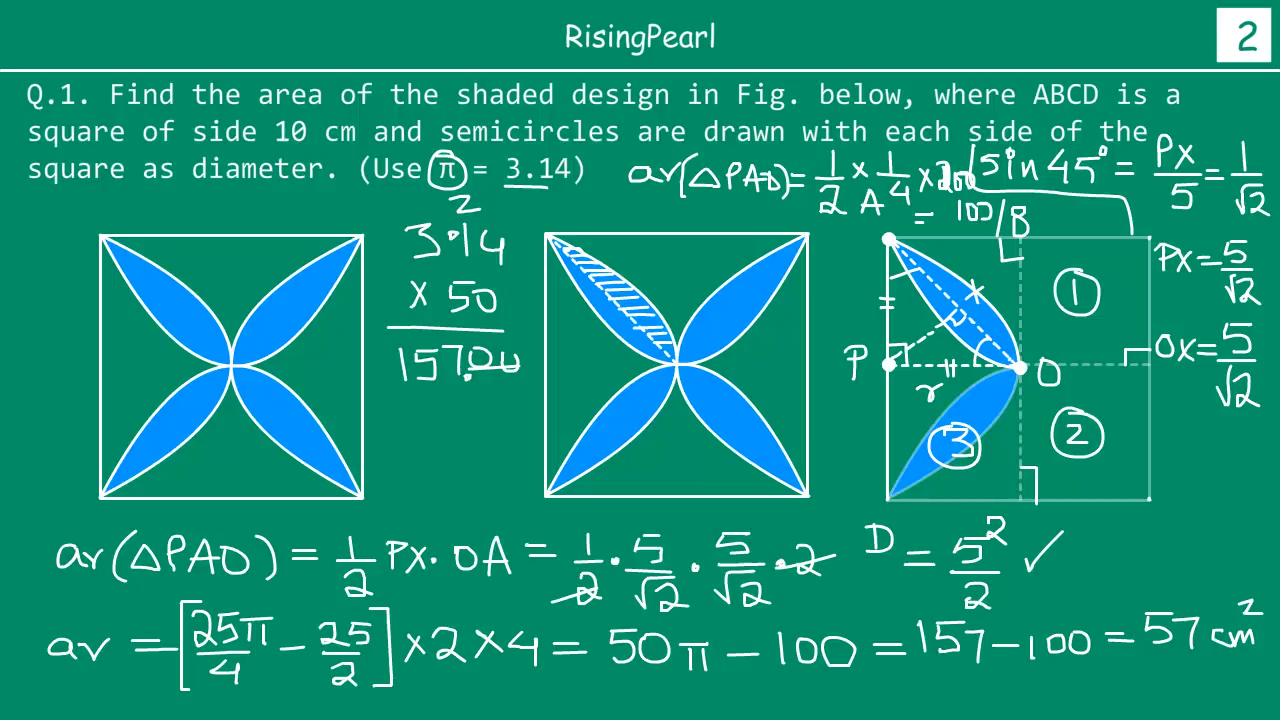 RisingPearl
2
Q.1. Find the area of the shaded design in Fig. below, where ABCD is a
square of side 10 cm and semicircles are drawn with each side of the
square as diameter. (Use π = 3.14)
ar(△PAO) = 1/2 × 1/4 × 100
= 100/
sin 45° = PX/5 = 1/√2
PX = 5/√2
OX = 5/√2
2
3.14
× 50
157.00
A
B
P
X
O
r
D
1
2
3
ar(△PAO) = 1/2 PX · OA = 1/2 · 5/√2 · 5/√2 · 2 = 5²/2 ✓
ar = [25π/4 − 25/2] × 2 × 4 = 50π − 100 = 157 − 100 = 57 cm²